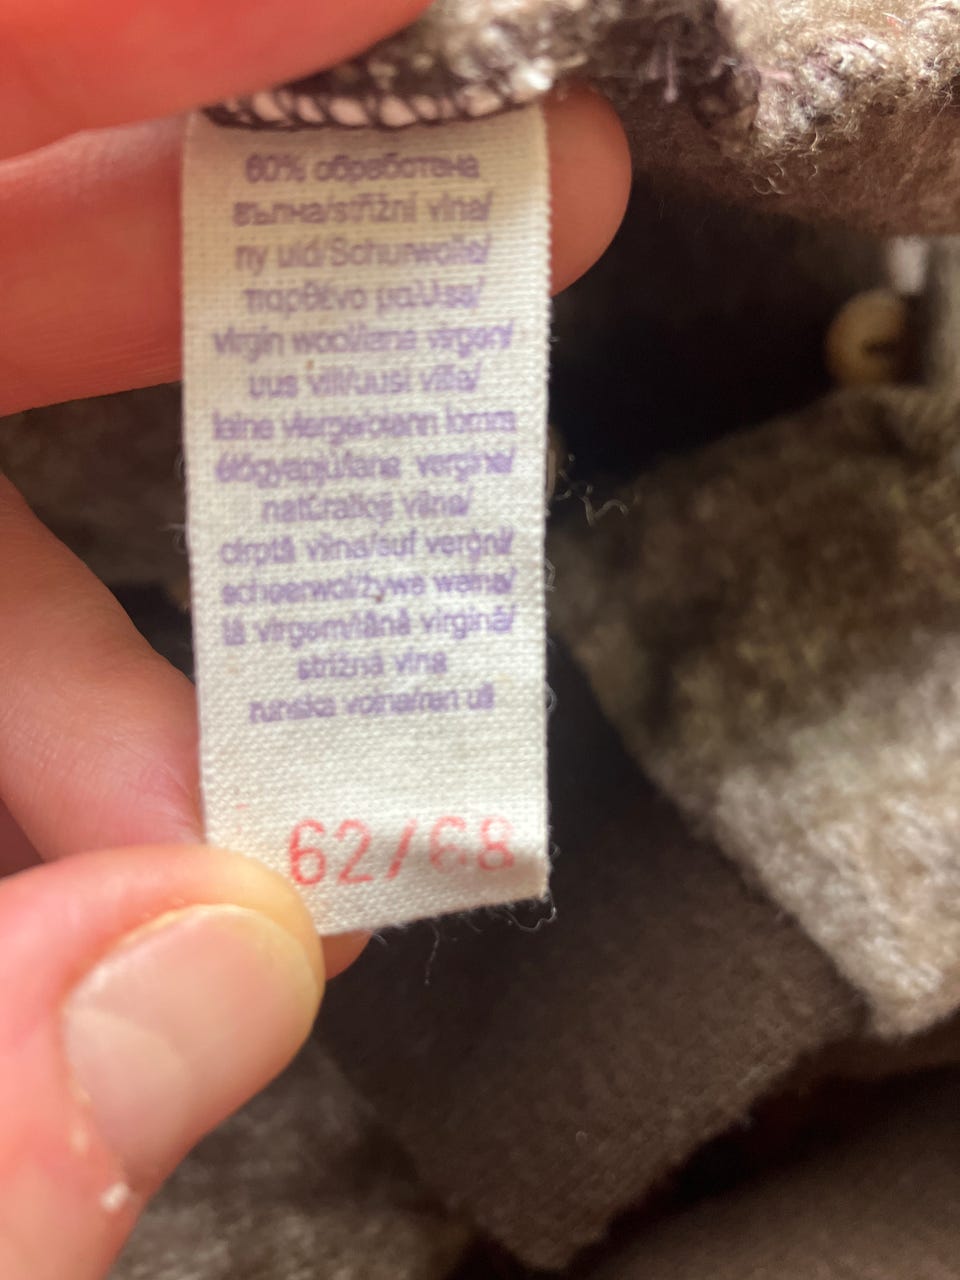 60% обработена
вълна/střižní vlna/
ny uld/Schurwolle/
παρθένο μαλλί/
virgin wool/lana virgen/
uus vill/uusi villa/
laine vierge/olann lomra
élőgyapjú/lana vergine/
natūralioji vilna/
cirptā vilna/suf verġni/
scheerwol/żywa wełna/
lã virgem/lână virgină/
strižná vlna
runska volna/ren ull
62/68